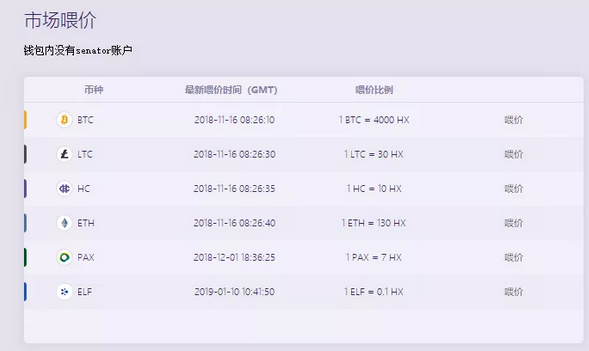 市场喂价
钱包内没有senator账户
币种 最新喂价时间（GMT） 喂价比例
BTC 2018-11-16 08:26:10 1 BTC = 4000 HX 喂价
LTC 2018-11-16 08:26:30 1 LTC = 30 HX 喂价
HC 2018-11-16 08:26:35 1 HC = 10 HX 喂价
ETH 2018-11-16 08:26:40 1 ETH = 130 HX 喂价
PAX 2018-12-01 18:36:25 1 PAX = 7 HX 喂价
ELF 2019-01-10 10:41:50 1 ELF = 0.1 HX 喂价